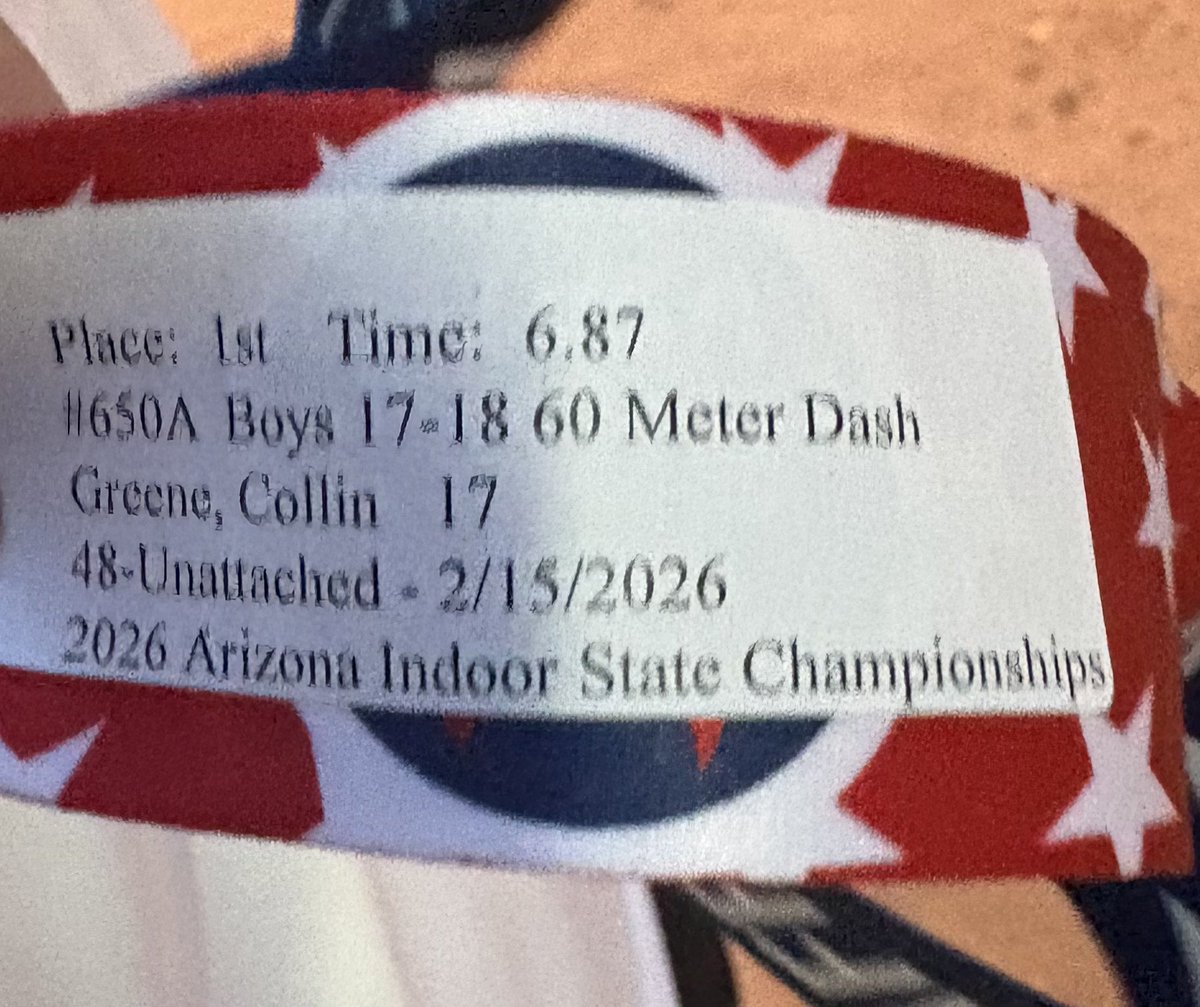 Place: 1st Time: 6.87
#650A Boys 17-18 60 Meter Dash
Greene, Collin 17
48-Unattached - 2/15/2026
2026 Arizona Indoor State Championships